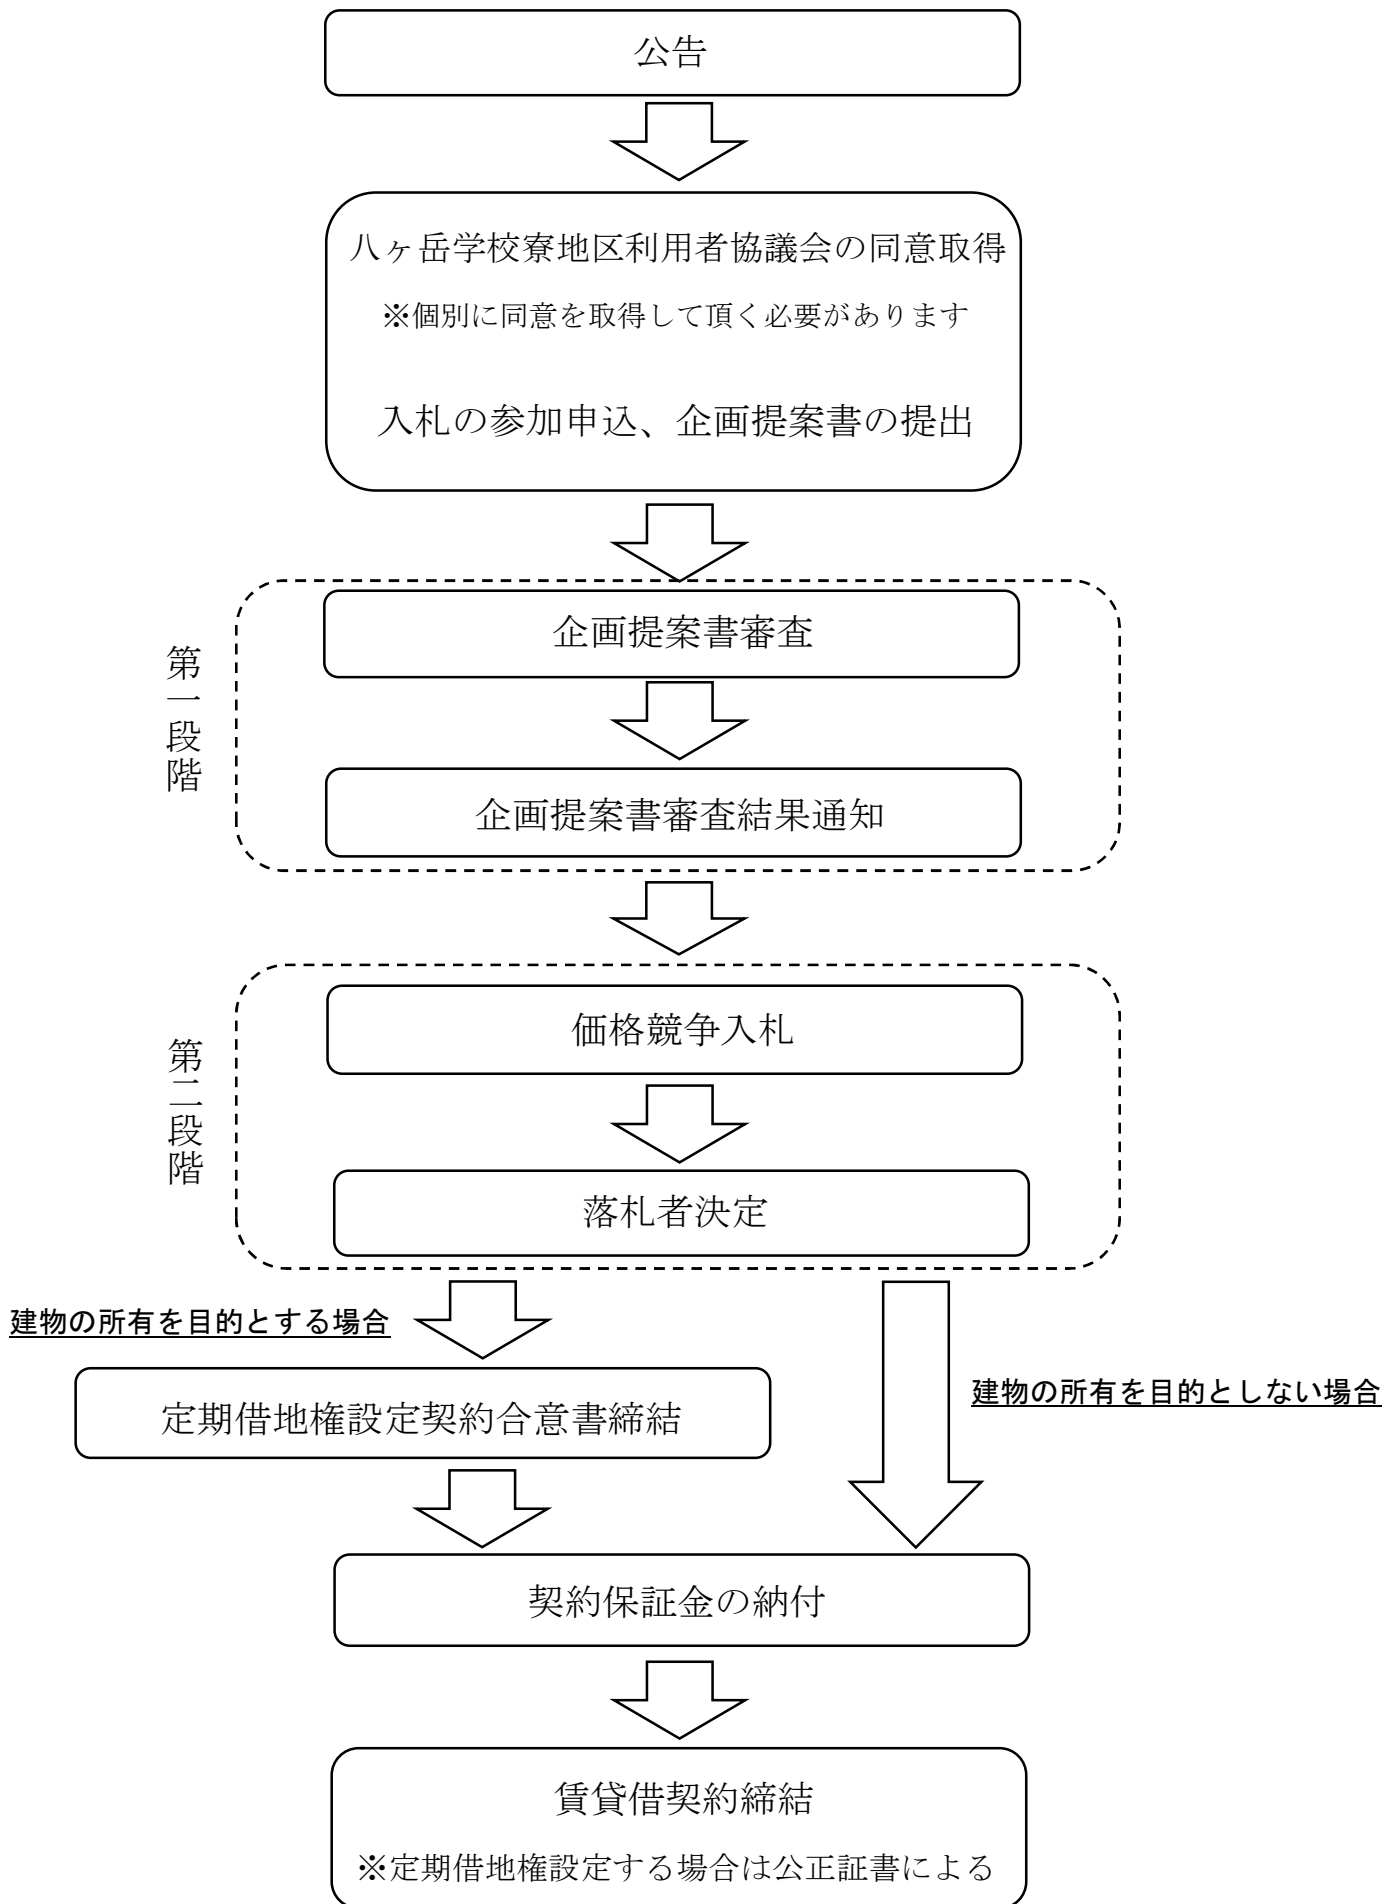 公告
八ヶ岳学校寮地区利用者協議会の同意取得
※個別に同意を取得して頂く必要があります
入札の参加申込、企画提案書の提出
第一段階
企画提案書審査
企画提案書審査結果通知
第二段階
価格競争入札
落札者決定
建物の所有を目的とする場合
建物の所有を目的としない場合
定期借地権設定契約合意書締結
契約保証金の納付
賃貸借契約締結
※定期借地権設定する場合は公正証書による